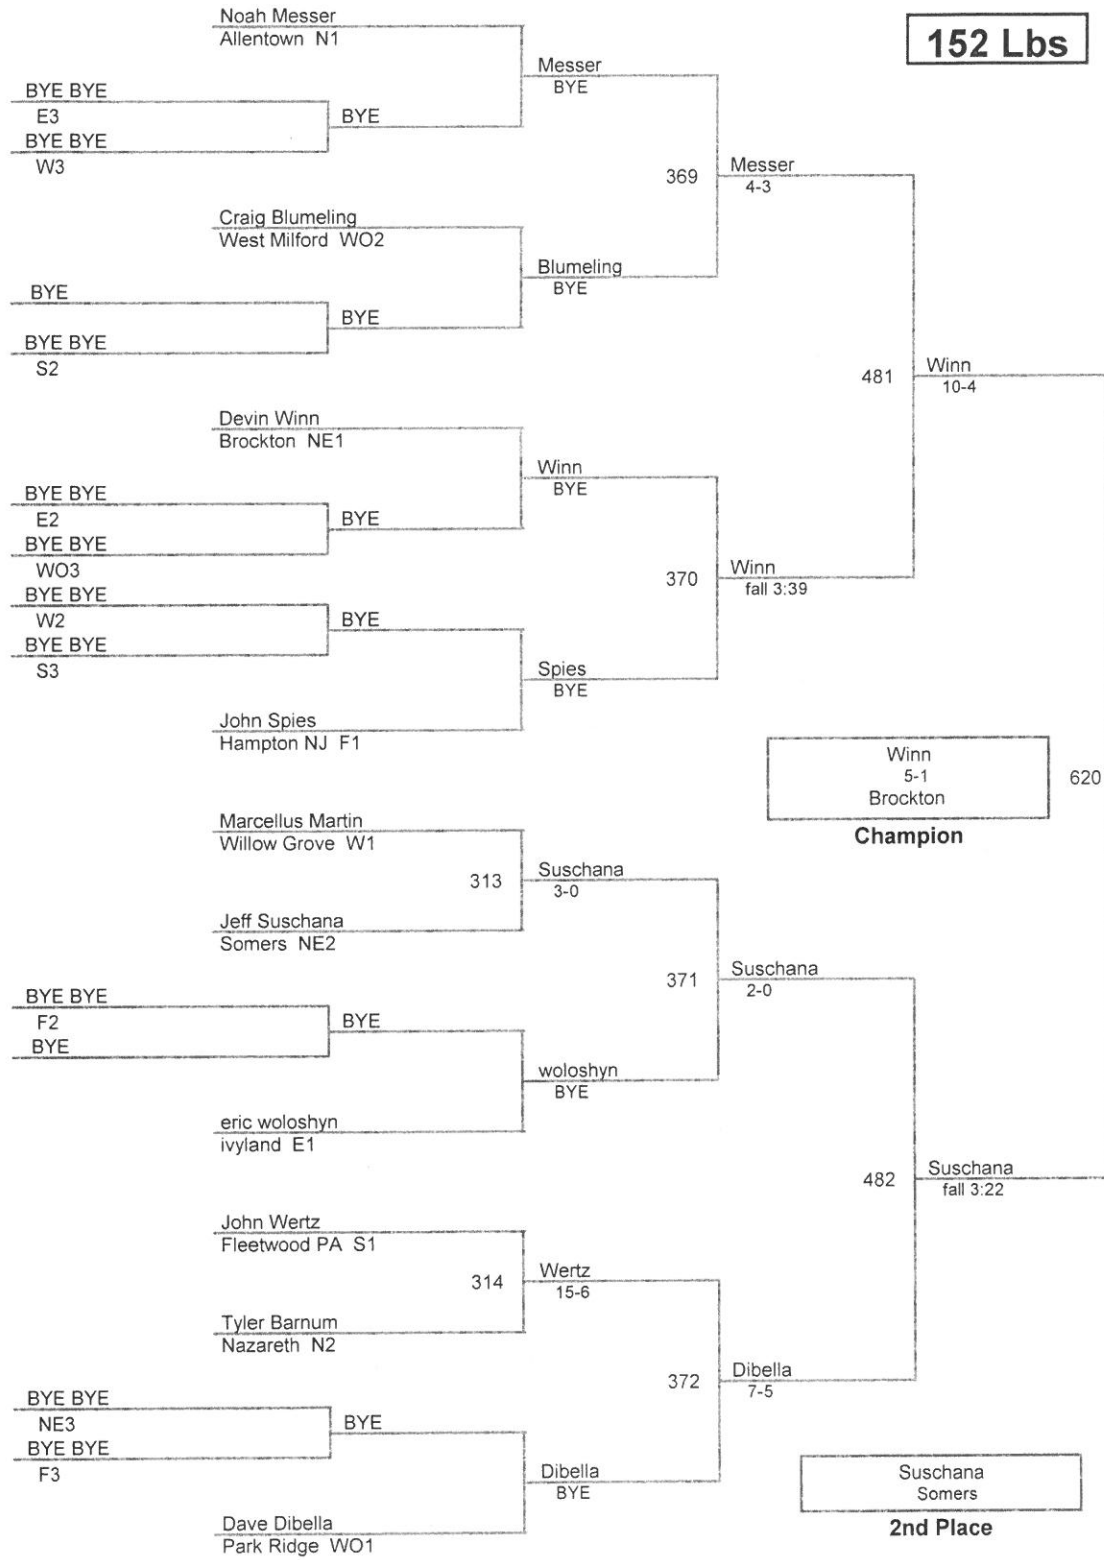 152 Lbs
Noah Messer
Allentown N1
Messer
BYE
BYE BYE
E3
BYE
BYE BYE
W3
369
Messer
4-3
Craig Blumeling
West Milford WO2
Blumeling
BYE
BYE
BYE
BYE BYE
S2
481
Winn
10-4
Devin Winn
Brockton NE1
Winn
BYE
BYE BYE
E2
BYE
BYE BYE
WO3
370
Winn
fall 3:39
BYE BYE
W2
BYE
BYE BYE
S3
Spies
BYE
John Spies
Hampton NJ F1
Winn
5-1
Brockton
620
Champion
Marcellus Martin
Willow Grove W1
313
Suschana
3-0
Jeff Suschana
Somers NE2
371
Suschana
2-0
BYE BYE
F2
BYE
BYE
woloshyn
BYE
eric woloshyn
ivyland E1
482
Suschana
fall 3:22
John Wertz
Fleetwood PA S1
314
Wertz
15-6
Tyler Barnum
Nazareth N2
372
Dibella
7-5
BYE BYE
NE3
BYE
BYE BYE
F3
Dibella
BYE
Dave Dibella
Park Ridge WO1
Suschana
Somers
2nd Place